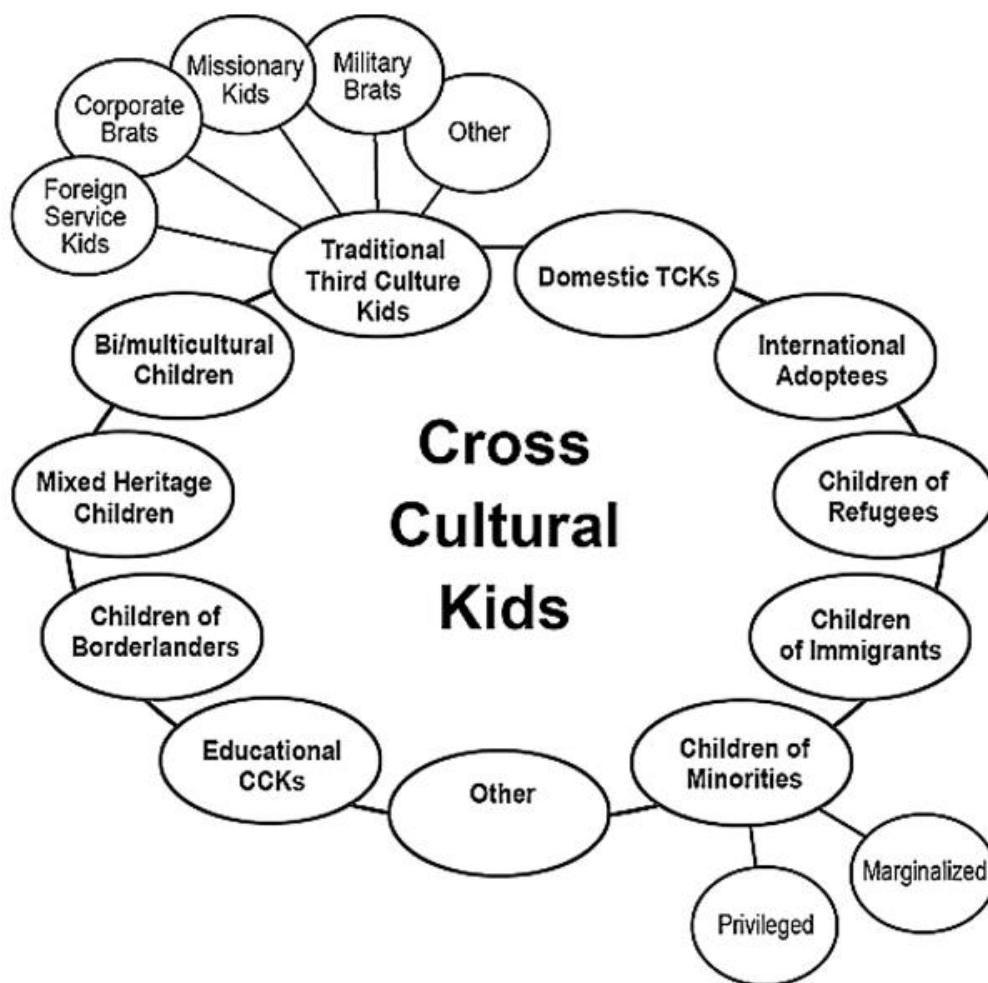 Missionary
Kids
Military
Brats
Corporate
Brats
Other
Foreign
Service
Kids
Traditional
Third Culture
Kids
Domestic TCKs
Bi/multicultural
Children
International
Adoptees
Cross
Cultural
Kids
Mixed Heritage
Children
Children of
Refugees
Children of
Borderlanders
Children
of Immigrants
Educational
CCKs
Other
Children of
Minorities
Marginalized
Privileged